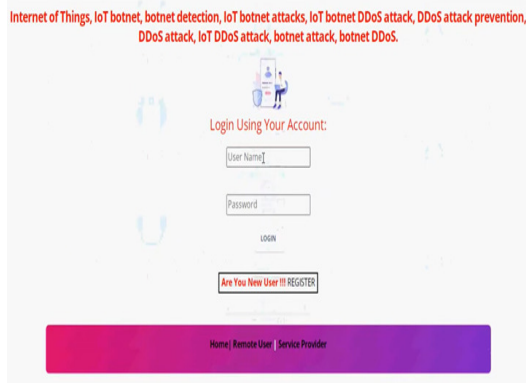 Internet of Things, IoT botnet, botnet detection, IoT botnet attacks, IoT botnet DDoS attack, DDoS attack prevention,
DDoS attack, IoT DDoS attack, botnet attack, botnet DDoS.
Login Using Your Account:
User Name
Password
LOGIN
Are You New User !!! REGISTER
Home| Remote User | Service Provider